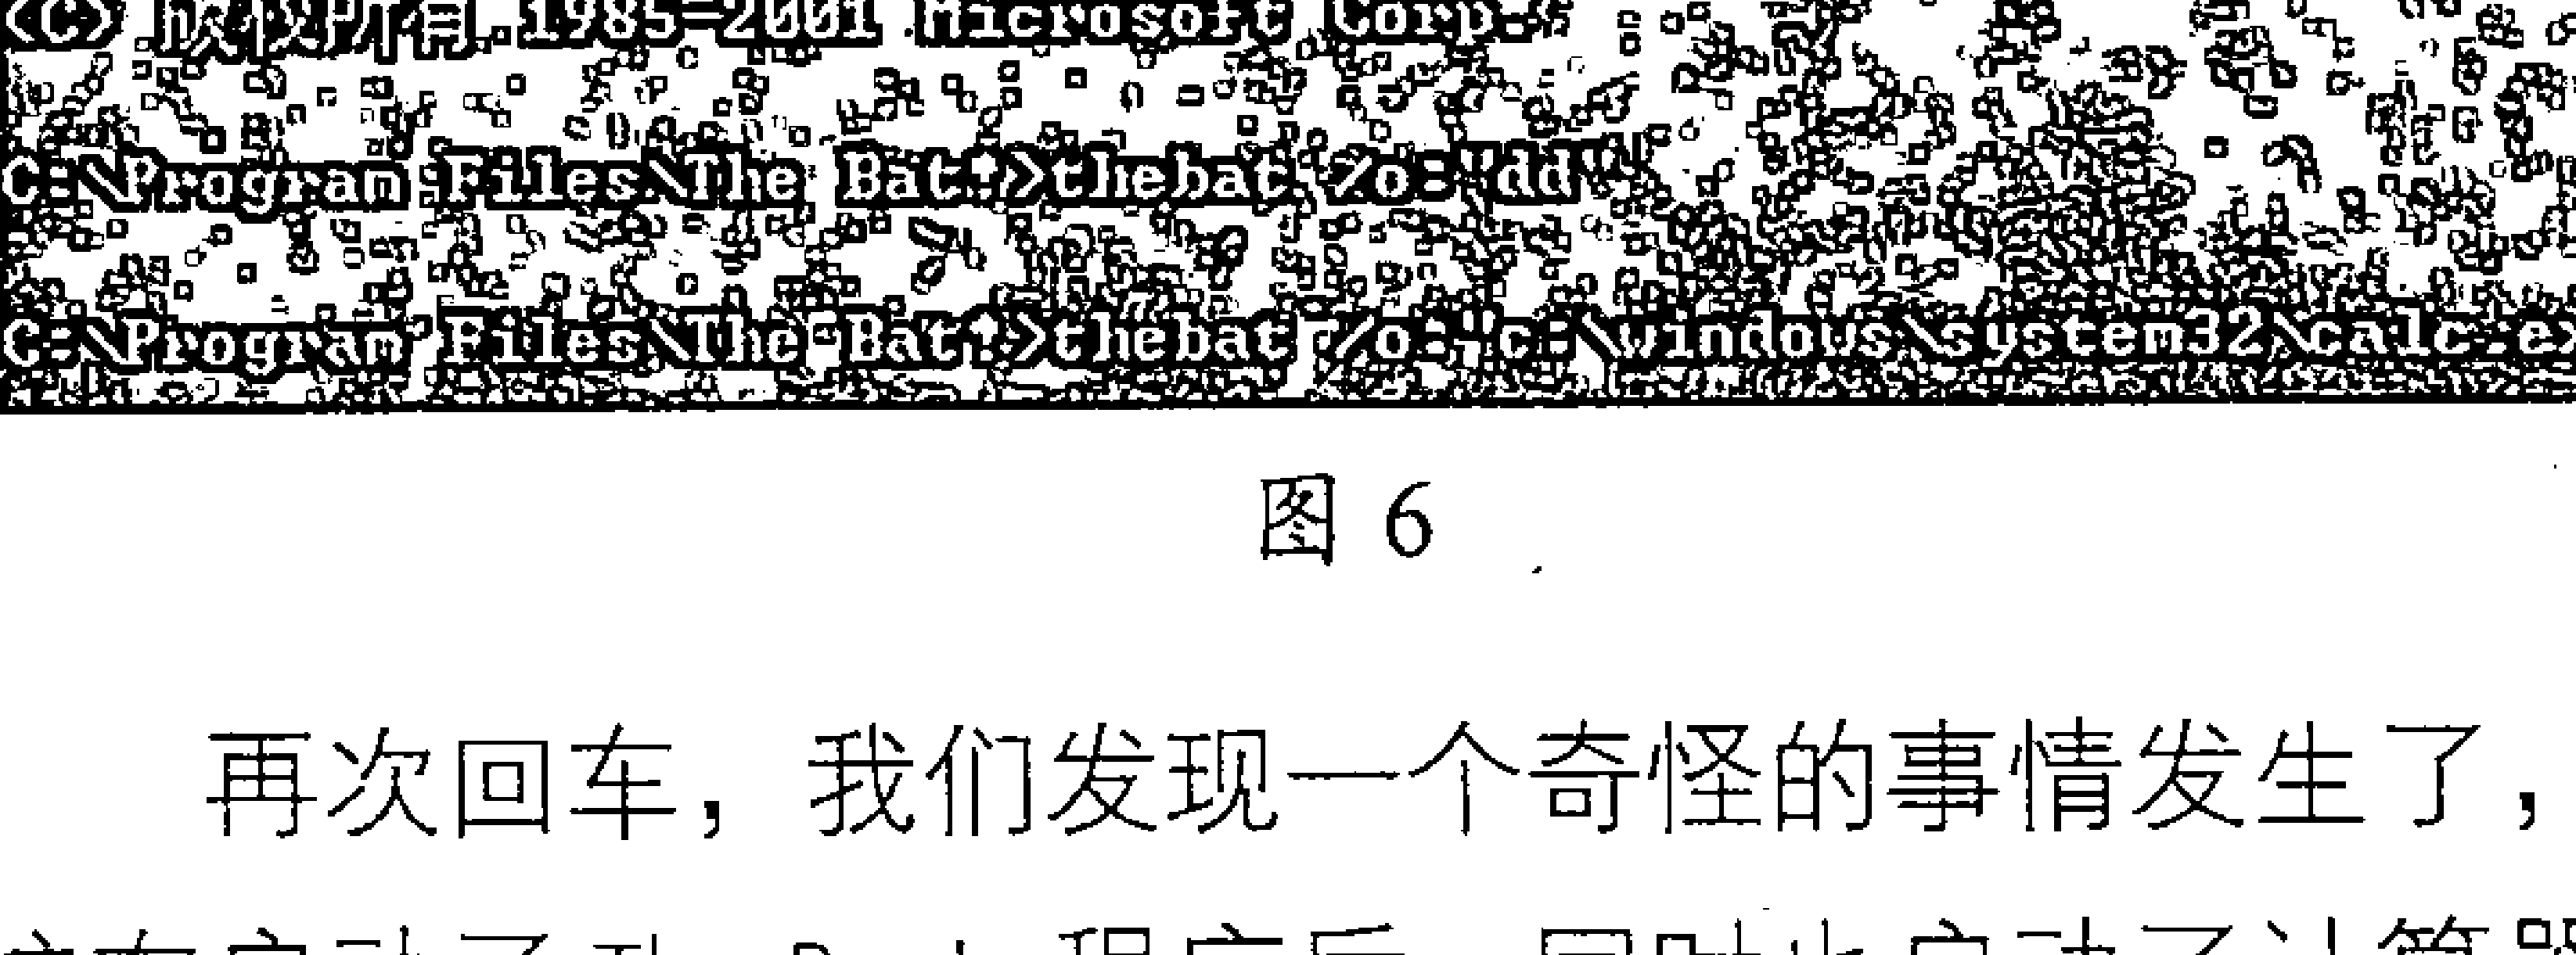 <C> 版权所有 1985-2001 Microsoft Corp.
C:\Program Files\The Bat!>thebat /o:"dd"
C:\Program Files\The Bat!>thebat /o:"c:\windows\system32\calc.ex
图 6
再次回车，我们发现一个奇怪的事情发生了，